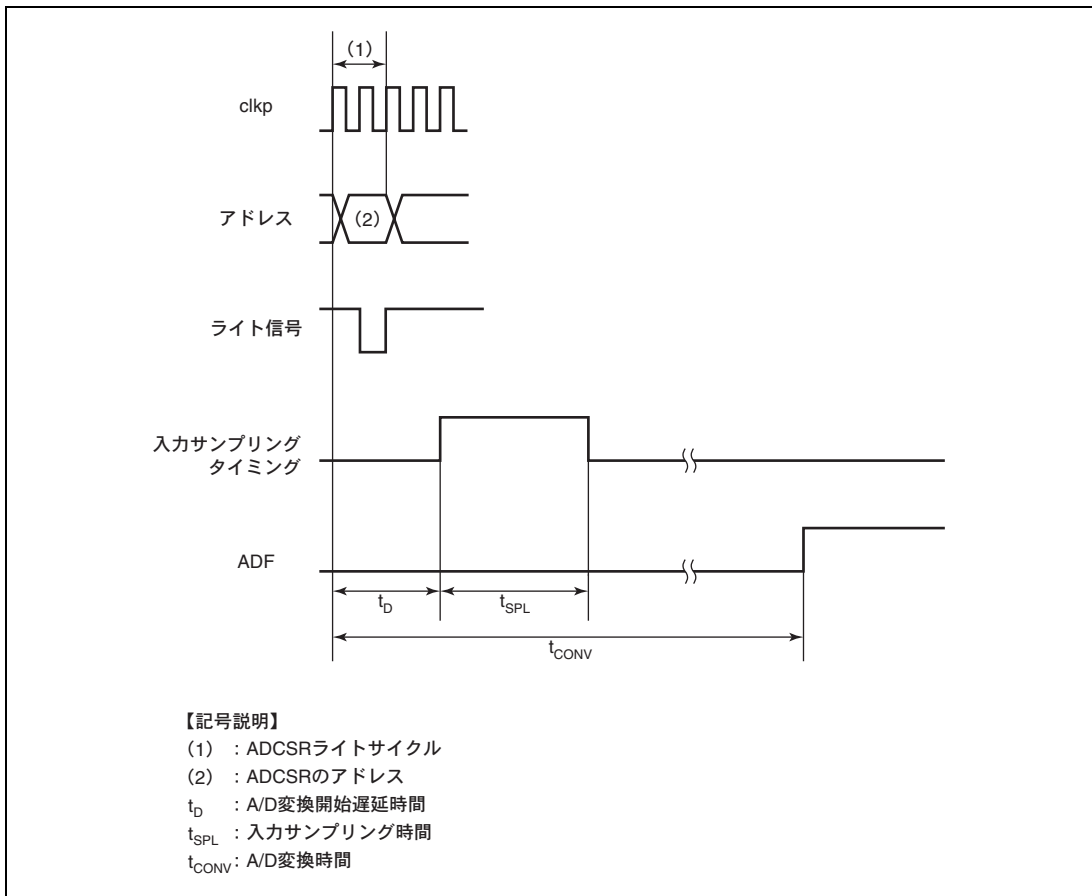 (1)
clkp
アドレス
(2)
ライト信号
入力サンプリング
タイミング
ADF
tD
tSPL
tCONV
【記号説明】
(1) : ADCSRライトサイクル
(2) : ADCSRのアドレス
tD : A/D変換開始遅延時間
tSPL : 入力サンプリング時間
tCONV : A/D変換時間